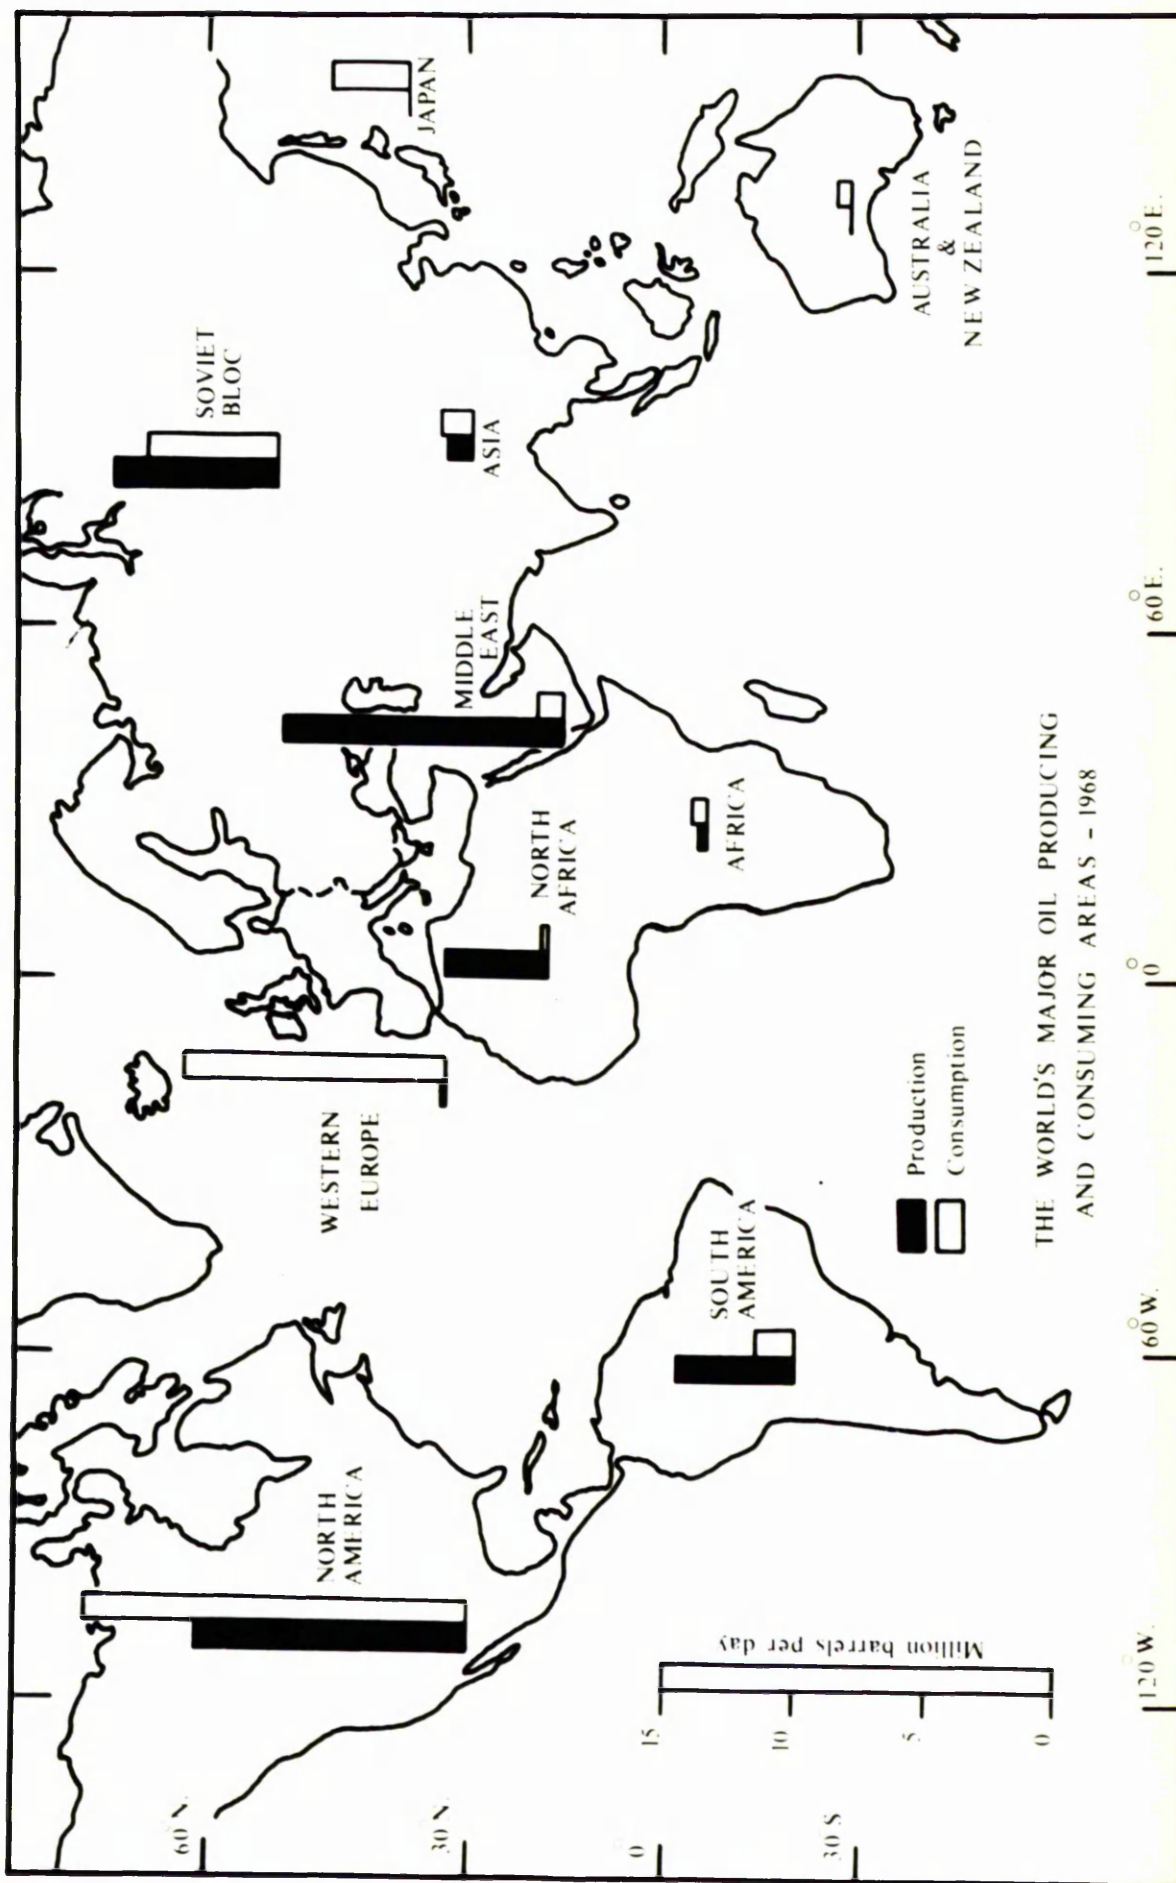 60° N.
30° N.
0
30° S
120° W.
60° W.
0°
60° E.
120° E.
NORTH
AMERICA
WESTERN
EUROPE
SOVIET
BLOC
JAPAN
ASIA
MIDDLE
EAST
NORTH
AFRICA
AFRICA
SOUTH
AMERICA
AUSTRALIA
&
NEW ZEALAND
15
10
5
0
Million barrels per day
Production
Consumption
THE WORLD'S MAJOR OIL PRODUCING
AND CONSUMING AREAS – 1968